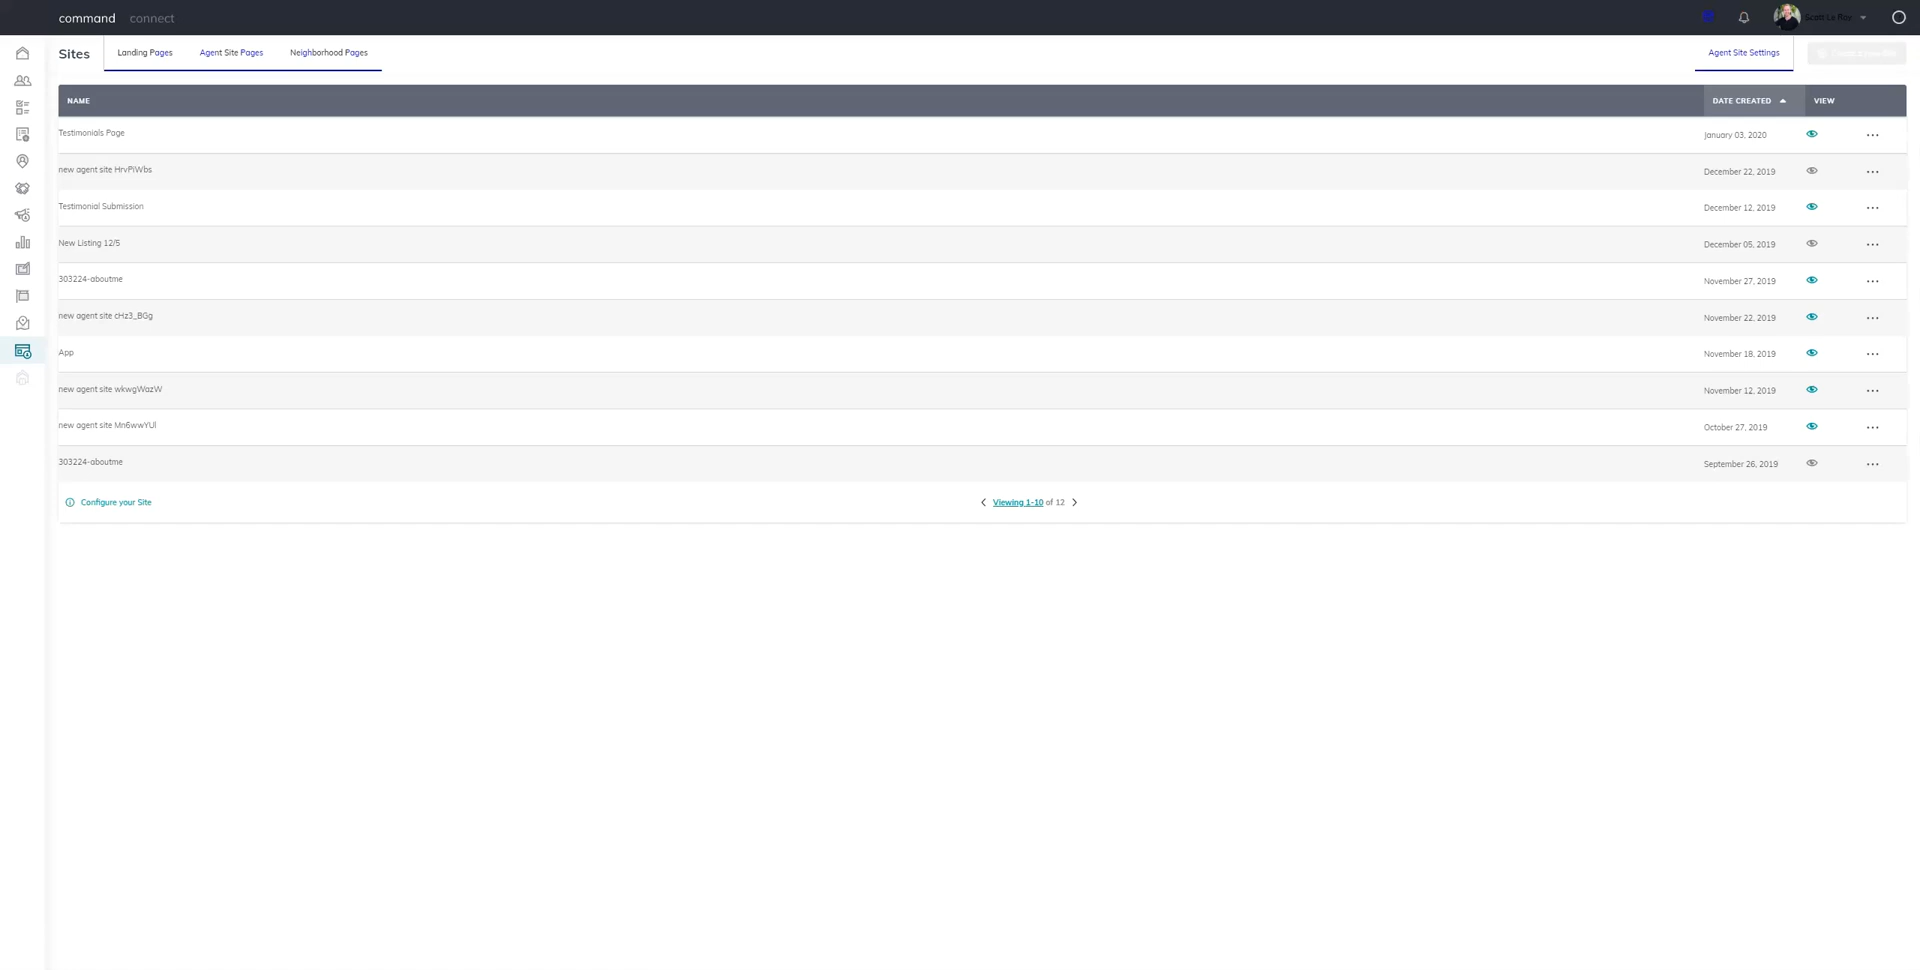 command connect
Scott Le Roy
Sites
Landing Pages
Agent Site Pages
Neighborhood Pages
Agent Site Settings
NAME DATE CREATED VIEW
Testimonials Page January 03, 2020
new agent site HrvPiWbs December 22, 2019
Testimonial Submission December 12, 2019
New Listing 12/5 December 05, 2019
303224-aboutme November 27, 2019
new agent site cHz3_BGg November 22, 2019
App November 18, 2019
new agent site wkwgWazW November 12, 2019
new agent site Mn6wwYUl October 27, 2019
303224-aboutme September 26, 2019
Configure your Site Viewing 1-10 of 12